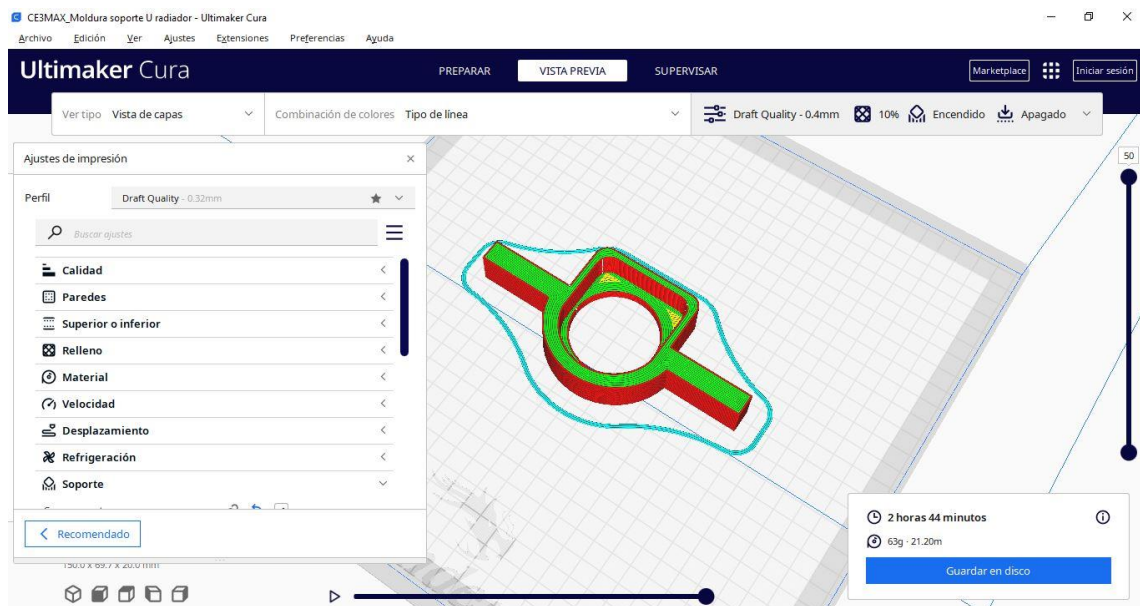 CE3MAX_Moldura soporte U radiador - Ultimaker Cura
Archivo Edición Ver Ajustes Extensiones Preferencias Ayuda
Ultimaker Cura PREPARAR VISTA PREVIA SUPERVISAR Marketplace Iniciar sesión
Ver tipo Vista de capas Combinación de colores Tipo de línea Draft Quality - 0.4mm 10% Encendido Apagado
Ajustes de impresión
50
Perfil Draft Quality - 0.32mm
Buscar ajustes
Calidad
Paredes
Superior o inferior
Relleno
Material
Velocidad
Desplazamiento
Refrigeración
Soporte
Recomendado
150.0 x 69.7 x 20.0 mm
2 horas 44 minutos
63g · 21.20m
Guardar en disco